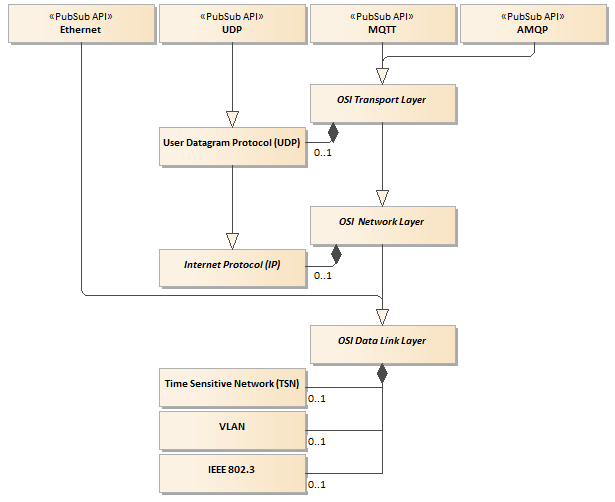 «PubSub API»
Ethernet
«PubSub API»
UDP
«PubSub API»
MQTT
«PubSub API»
AMQP
OSI Transport Layer
User Datagram Protocol (UDP)
0..1
OSI  Network Layer
Internet Protocol (IP)
0..1
OSI Data Link Layer
Time Sensitive Network (TSN)
0..1
VLAN
0..1
IEEE 802.3
0..1